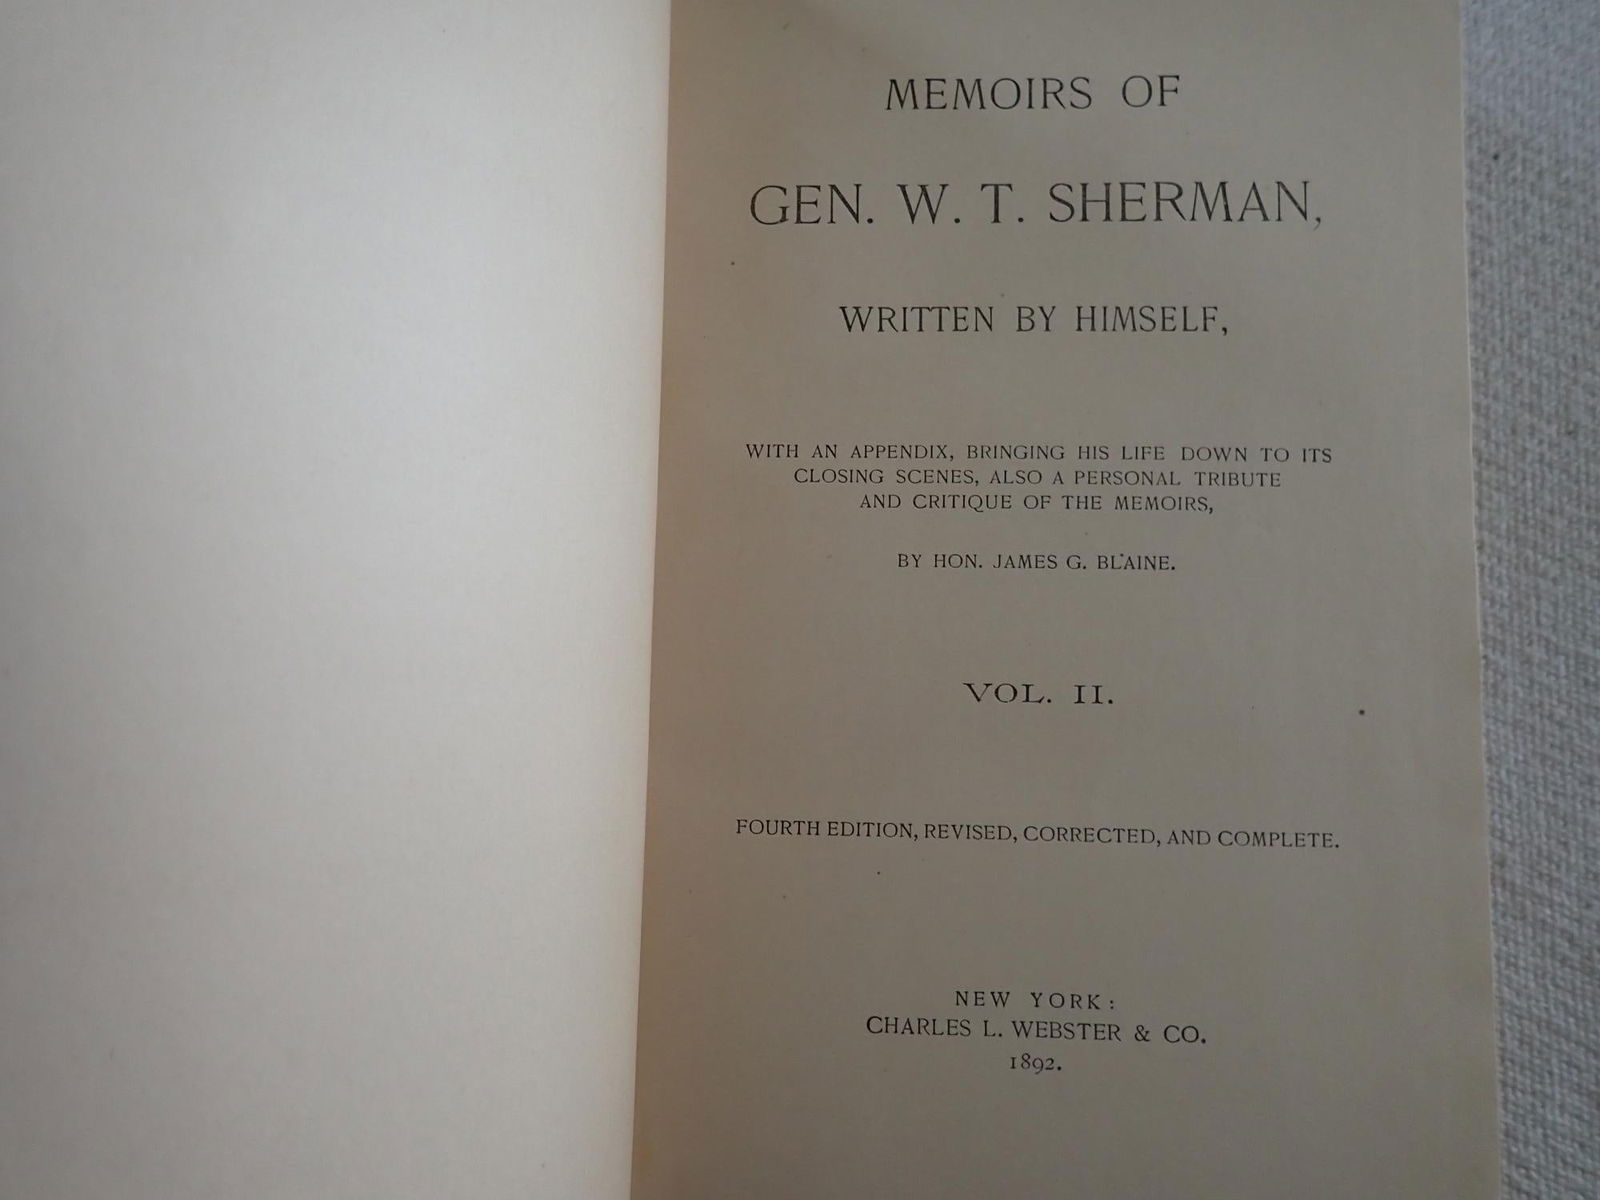 MEMOIRS OF
GEN. W. T. SHERMAN,
WRITTEN BY HIMSELF,
WITH AN APPENDIX, BRINGING HIS LIFE DOWN TO ITS
CLOSING SCENES, ALSO A PERSONAL TRIBUTE
AND CRITIQUE OF THE MEMOIRS,
BY HON. JAMES G. BLAINE.
VOL. II.
FOURTH EDITION, REVISED, CORRECTED, AND COMPLETE.
NEW YORK:
CHARLES L. WEBSTER & CO.
1892.